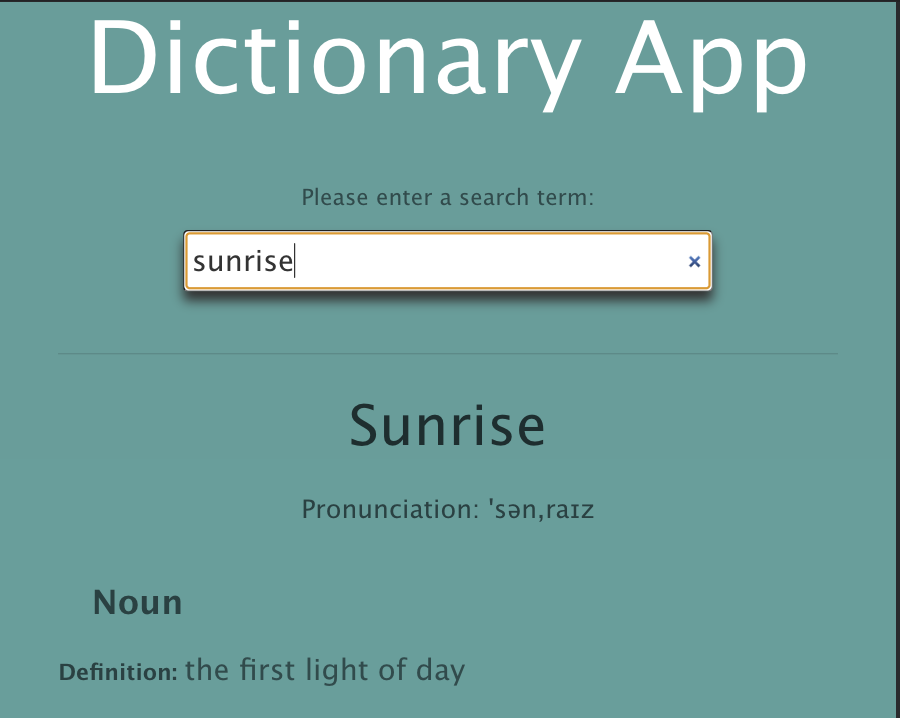 Dictionary App
Please enter a search term:
sunrise
×
Sunrise
Pronunciation: 'sən,raɪz
Noun
Definition: the first light of day